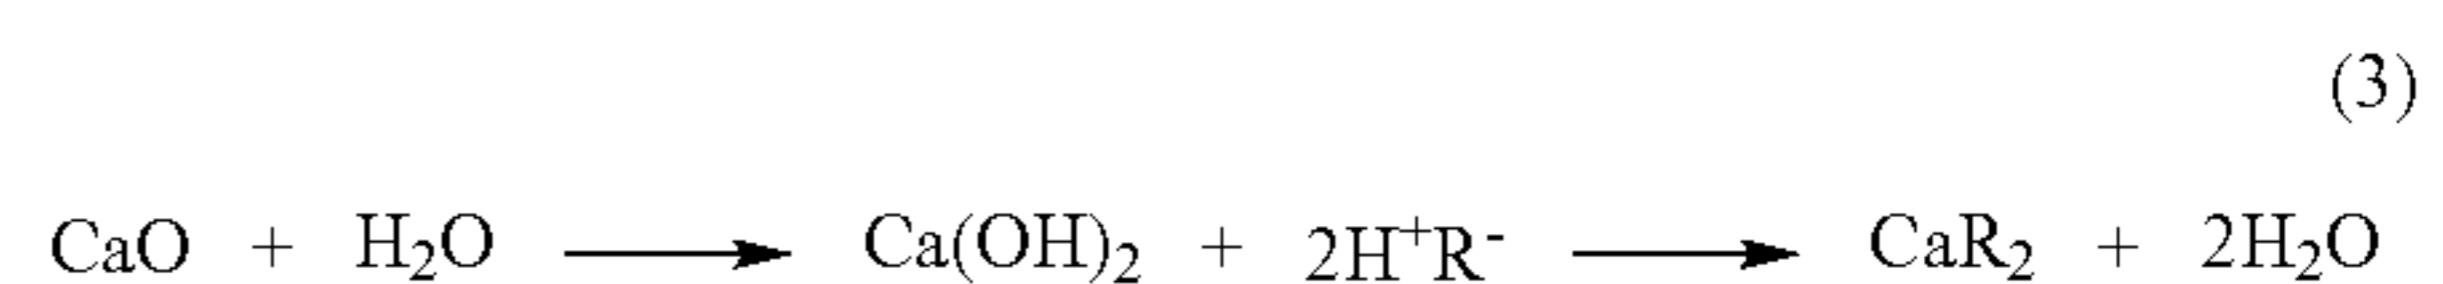 (3)
CaO + H₂O ⟶ Ca(OH)₂ + 2H⁺R⁻ ⟶ CaR₂ + 2H₂O